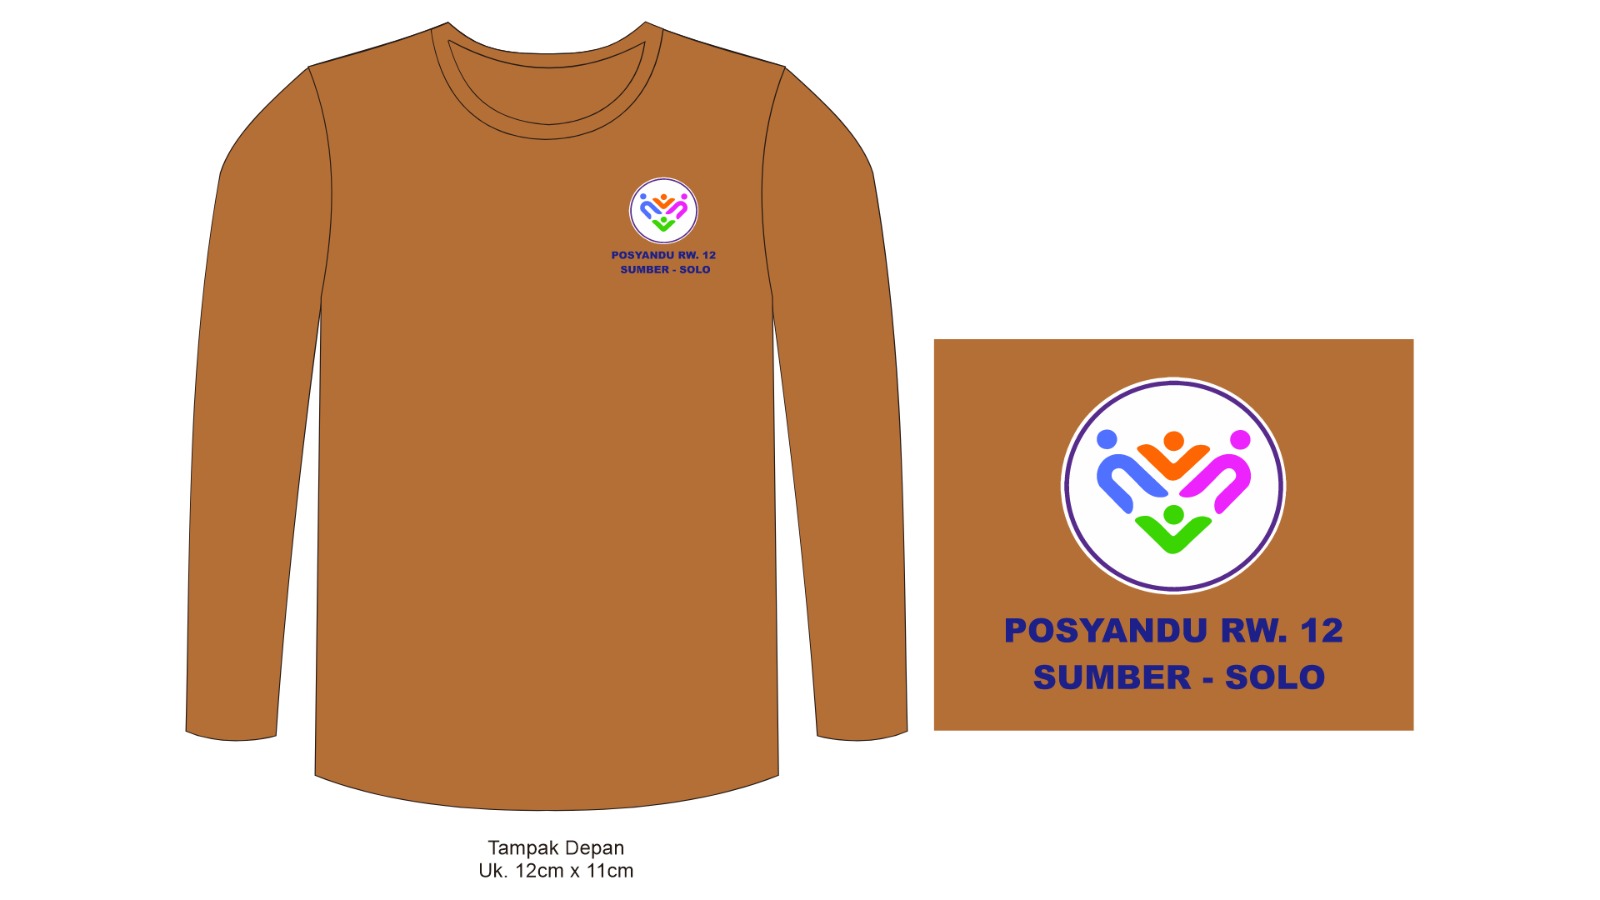 POSYANDU RW. 12
SUMBER - SOLO
POSYANDU RW. 12
SUMBER - SOLO
Tampak Depan
Uk. 12cm x 11cm